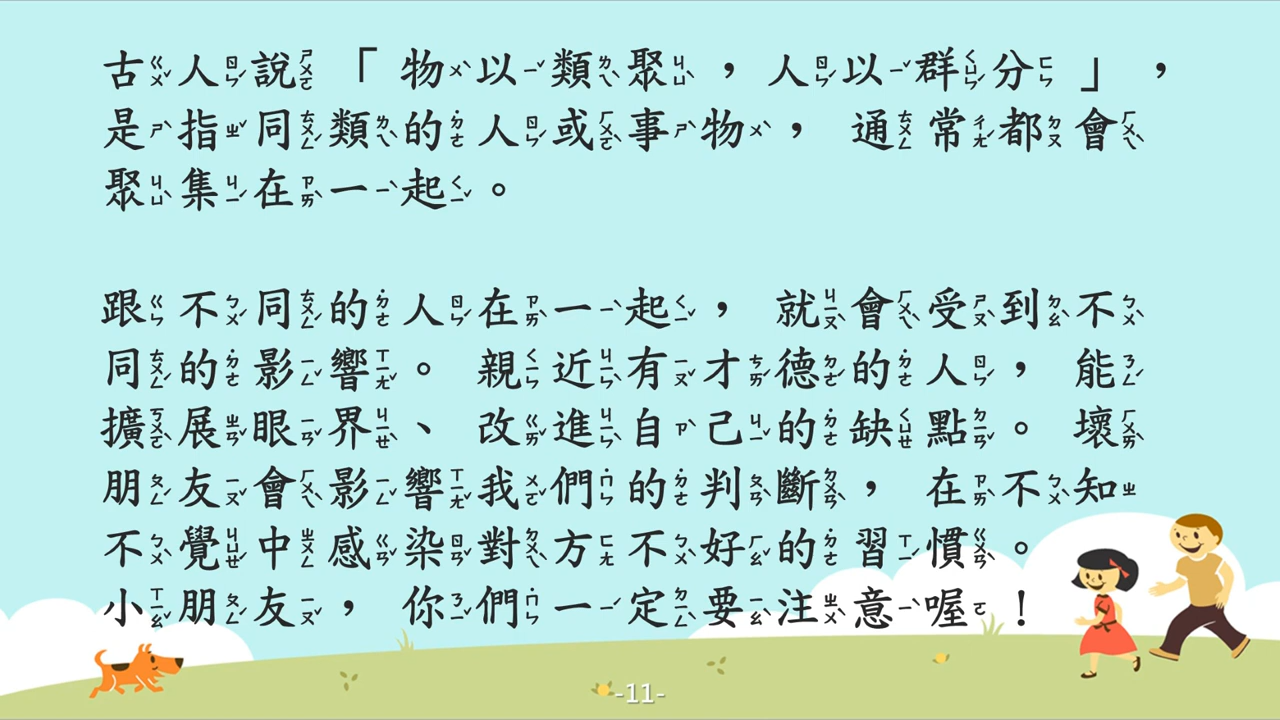 古人說「物以類聚，人以群分」，
是指同類的人或事物，通常都會
聚集在一起。
跟不同的人在一起，就會受到不
同的影響。親近有才德的人，能
擴展眼界、改進自己的缺點。壞
朋友會影響我們的判斷，在不知
不覺中感染對方不好的習慣。
小朋友，你們一定要注意喔！
-11-